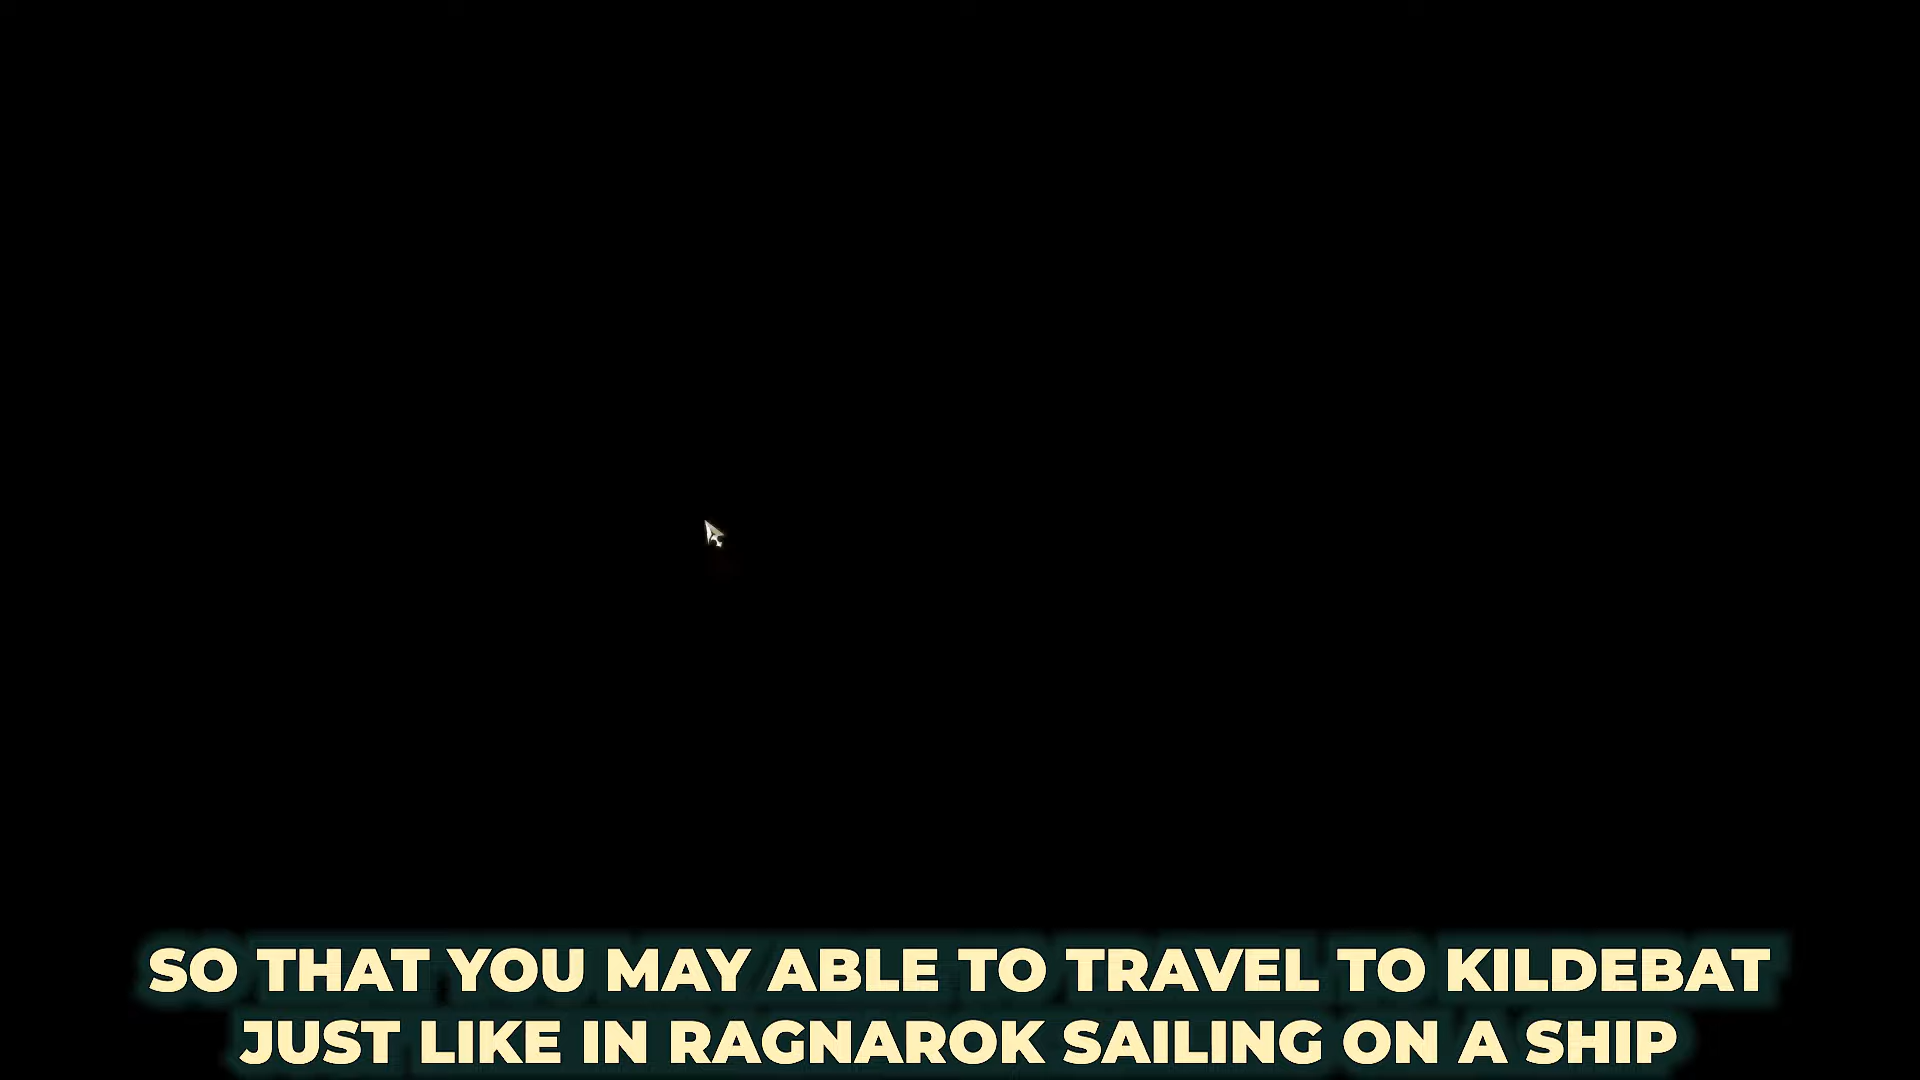 SO THAT YOU MAY ABLE TO TRAVEL TO KILDEBAT
JUST LIKE IN RAGNAROK SAILING ON A SHIP